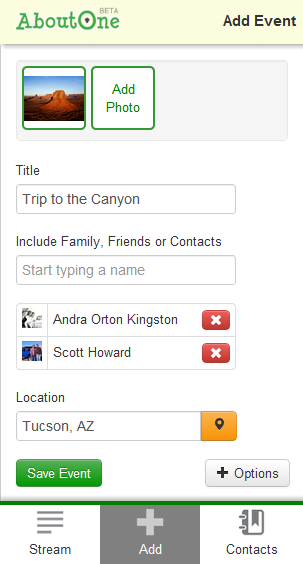 AboutOne BETA
Add Event
Add
Photo
Title
Trip to the Canyon
Include Family, Friends or Contacts
Start typing a name
Andra Orton Kingston
Scott Howard
Location
Tucson, AZ
Save Event
Options
Stream
Add
Contacts